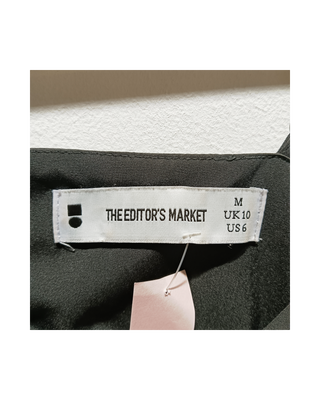 THE EDITOR'S MARKET
M
UK 10
US 6